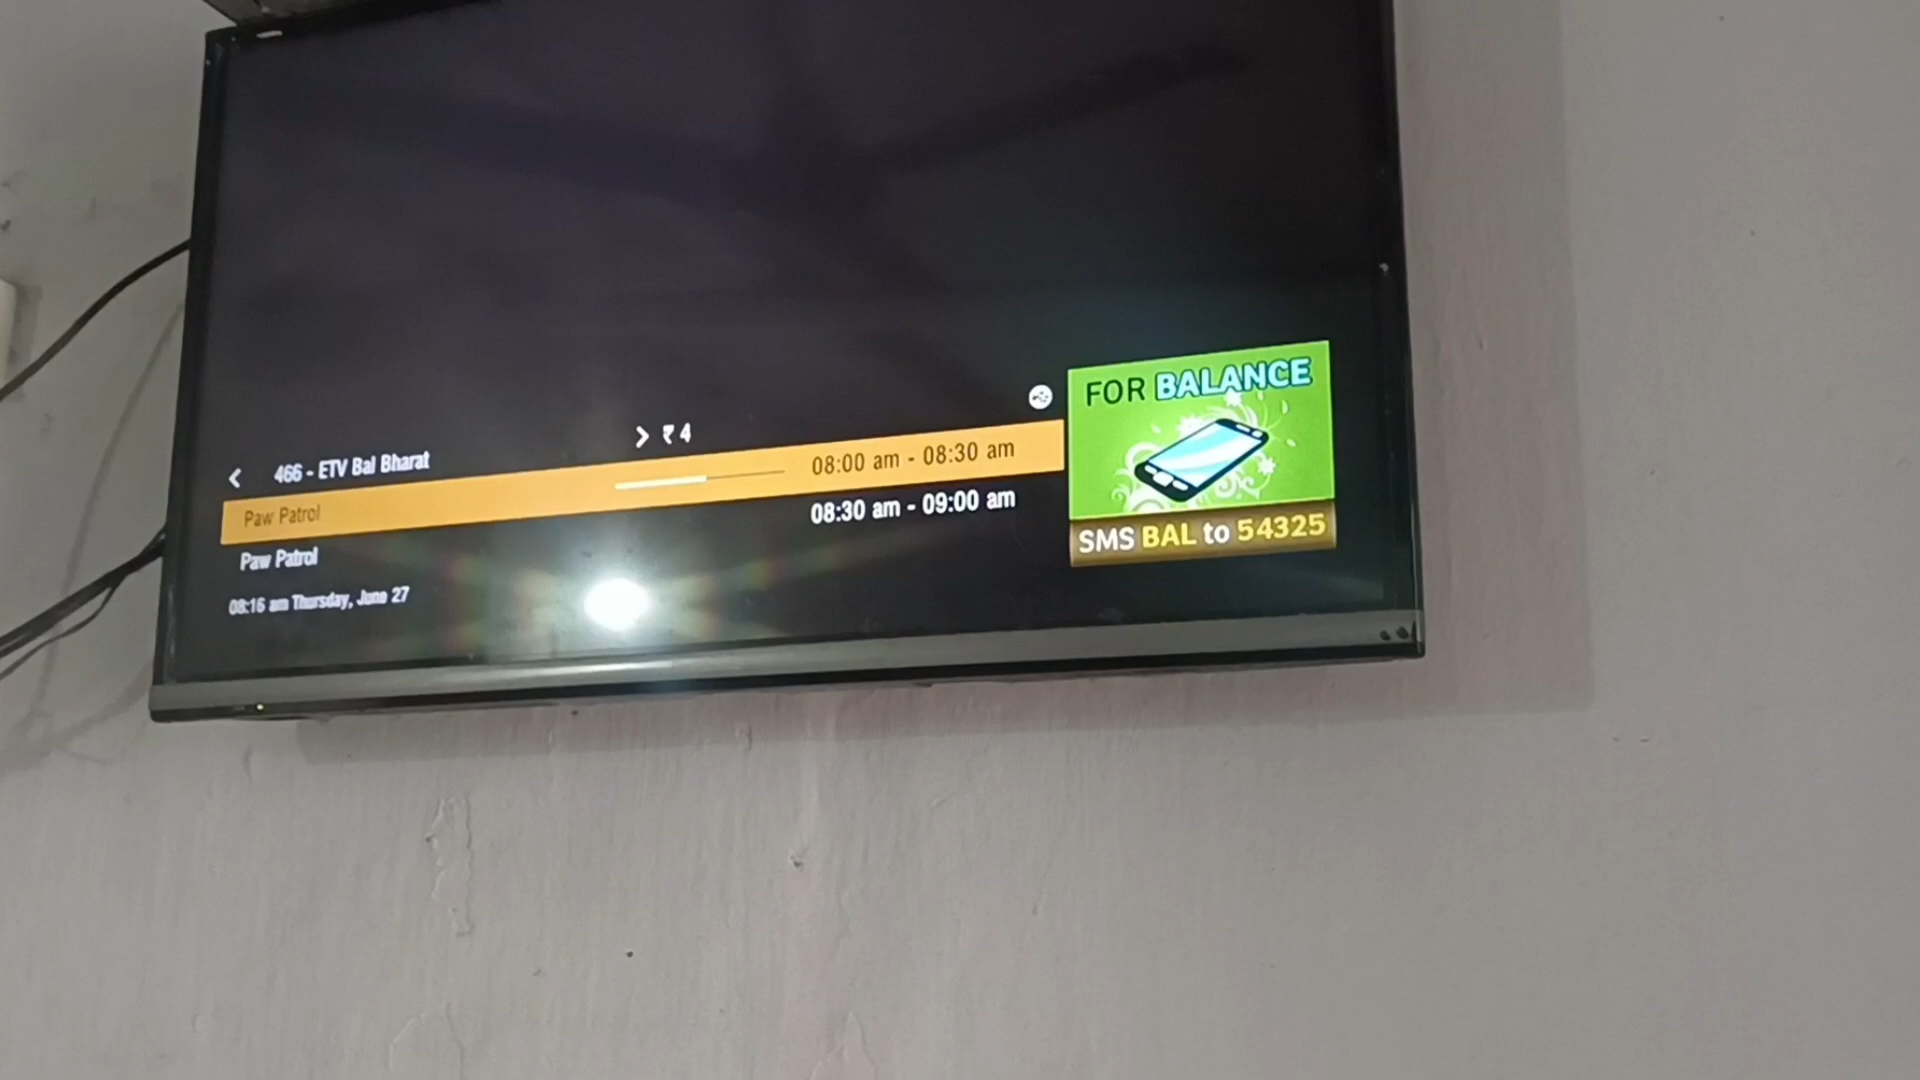 FOR BALANCE
> ₹ 4
< 466 - ETV Bal Bharat
Paw Patrol 08:00 am - 08:30 am
Paw Patrol 08:30 am - 09:00 am
SMS BAL to 54325
08:16 am Thursday, June 27